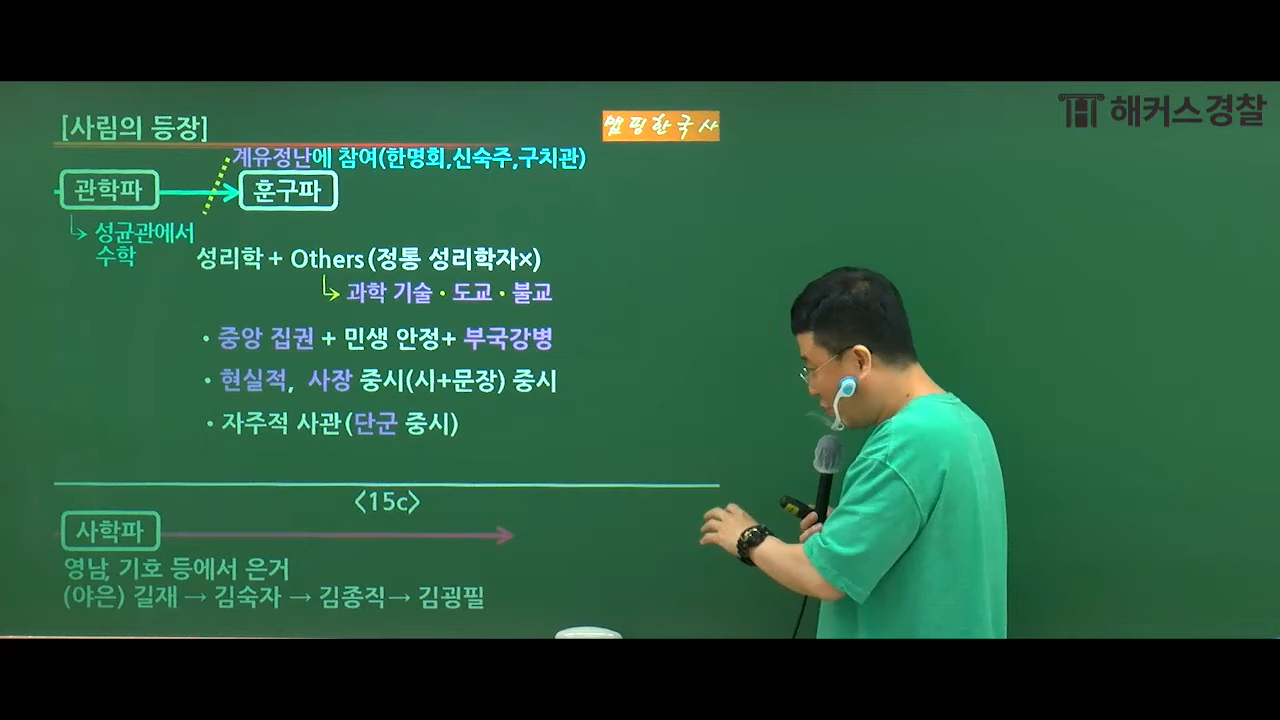 해커스경찰
[사림의 등장]
맵핑한국사
계유정난에 참여(한명회,신숙주,구치관)
관학파 → 훈구파
↳ 성균관에서
수학
성리학 + Others (정통 성리학자×)
↳ 과학 기술 · 도교 · 불교
· 중앙 집권 + 민생 안정+ 부국강병
· 현실적, 사장 중시(시+문장) 중시
· 자주적 사관(단군 중시)
<15c>
사학파
영남, 기호 등에서 은거
(야은) 길재 → 김숙자 → 김종직 → 김굉필